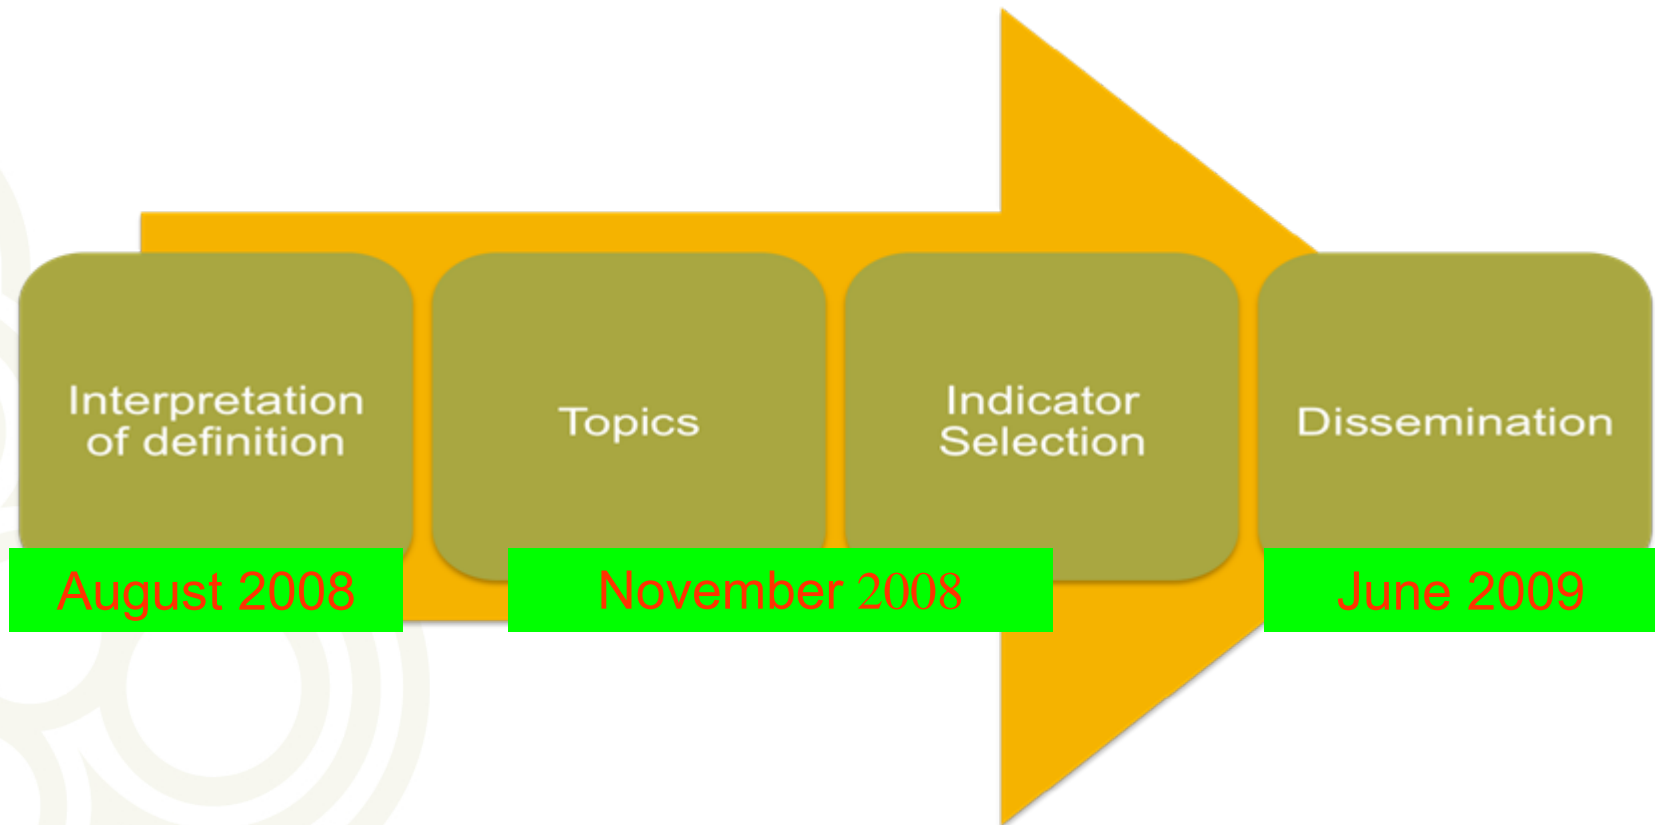 Interpretation
of definition
Topics
Indicator
Selection
Dissemination
August 2008
November 2008
June 2009